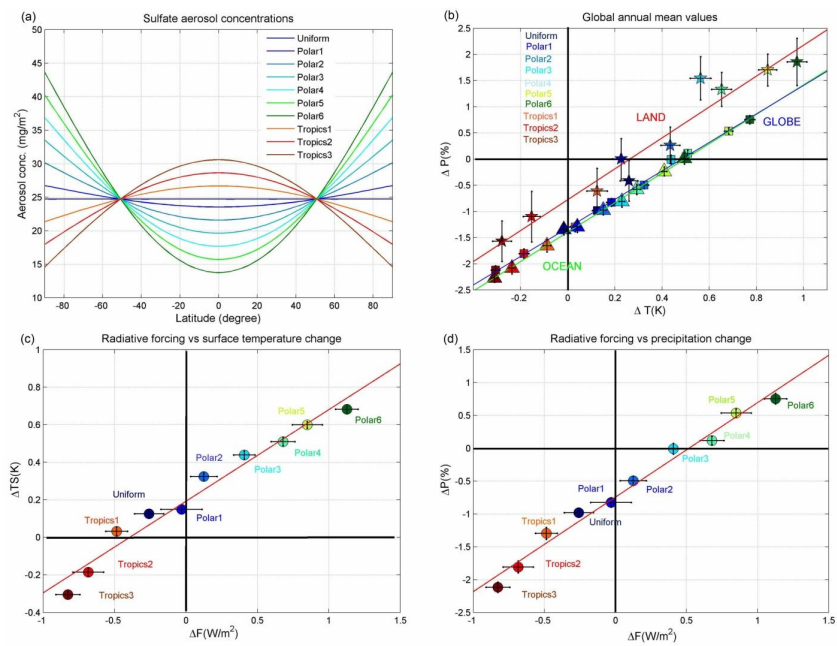 (a) Sulfate aerosol concentrations
50
45
40
35
30
25
20
15
10
Aerosol conc. (mg/m²)
-80 -60 -40 -20 0 20 40 60 80
Latitude (degree)
Uniform
Polar1
Polar2
Polar3
Polar4
Polar5
Polar6
Tropics1
Tropics2
Tropics3
(b) Global annual mean values
2.5
2
1.5
1
0.5
0
-0.5
-1
-1.5
-2
-2.5
Δ P(%)
-0.2 0 0.2 0.4 0.6 0.8 1
Δ T(K)
Uniform
Polar1
Polar2
Polar3
Polar4
Polar5
Polar6
Tropics1
Tropics2
Tropics3
LAND
GLOBE
OCEAN
(c) Radiative forcing vs surface temperature change
1
0.8
0.6
0.4
0.2
0
-0.2
-0.4
ΔTS(K)
-1 -0.5 0 0.5 1 1.5
ΔF(W/m²)
Polar5
Polar6
Polar4
Polar2
Polar3
Uniform
Polar1
Tropics1
Tropics2
Tropics3
(d) Radiative forcing vs precipitation change
1.5
1
0.5
0
-0.5
-1
-1.5
-2
-2.5
ΔP(%)
-1 -0.5 0 0.5 1 1.5
ΔF(W/m²)
Polar5
Polar6
Polar4
Polar3
Polar1
Polar2
Uniform
Tropics1
Tropics2
Tropics3